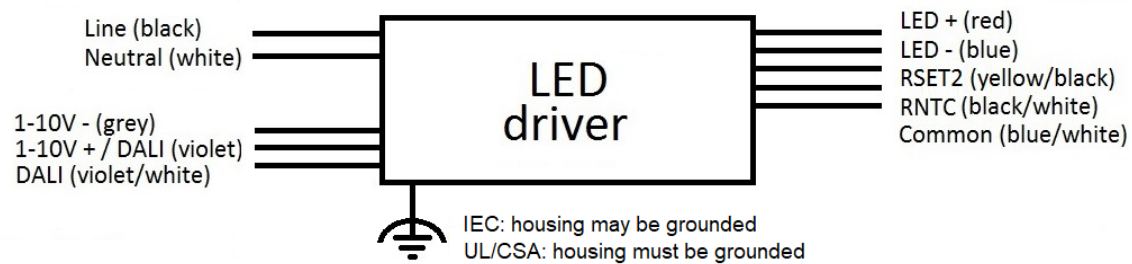 Line (black)
Neutral (white)
1-10V - (grey)
1-10V + / DALI (violet)
DALI (violet/white)
LED
driver
LED + (red)
LED - (blue)
RSET2 (yellow/black)
RNTC (black/white)
Common (blue/white)
IEC: housing may be grounded
UL/CSA: housing must be grounded